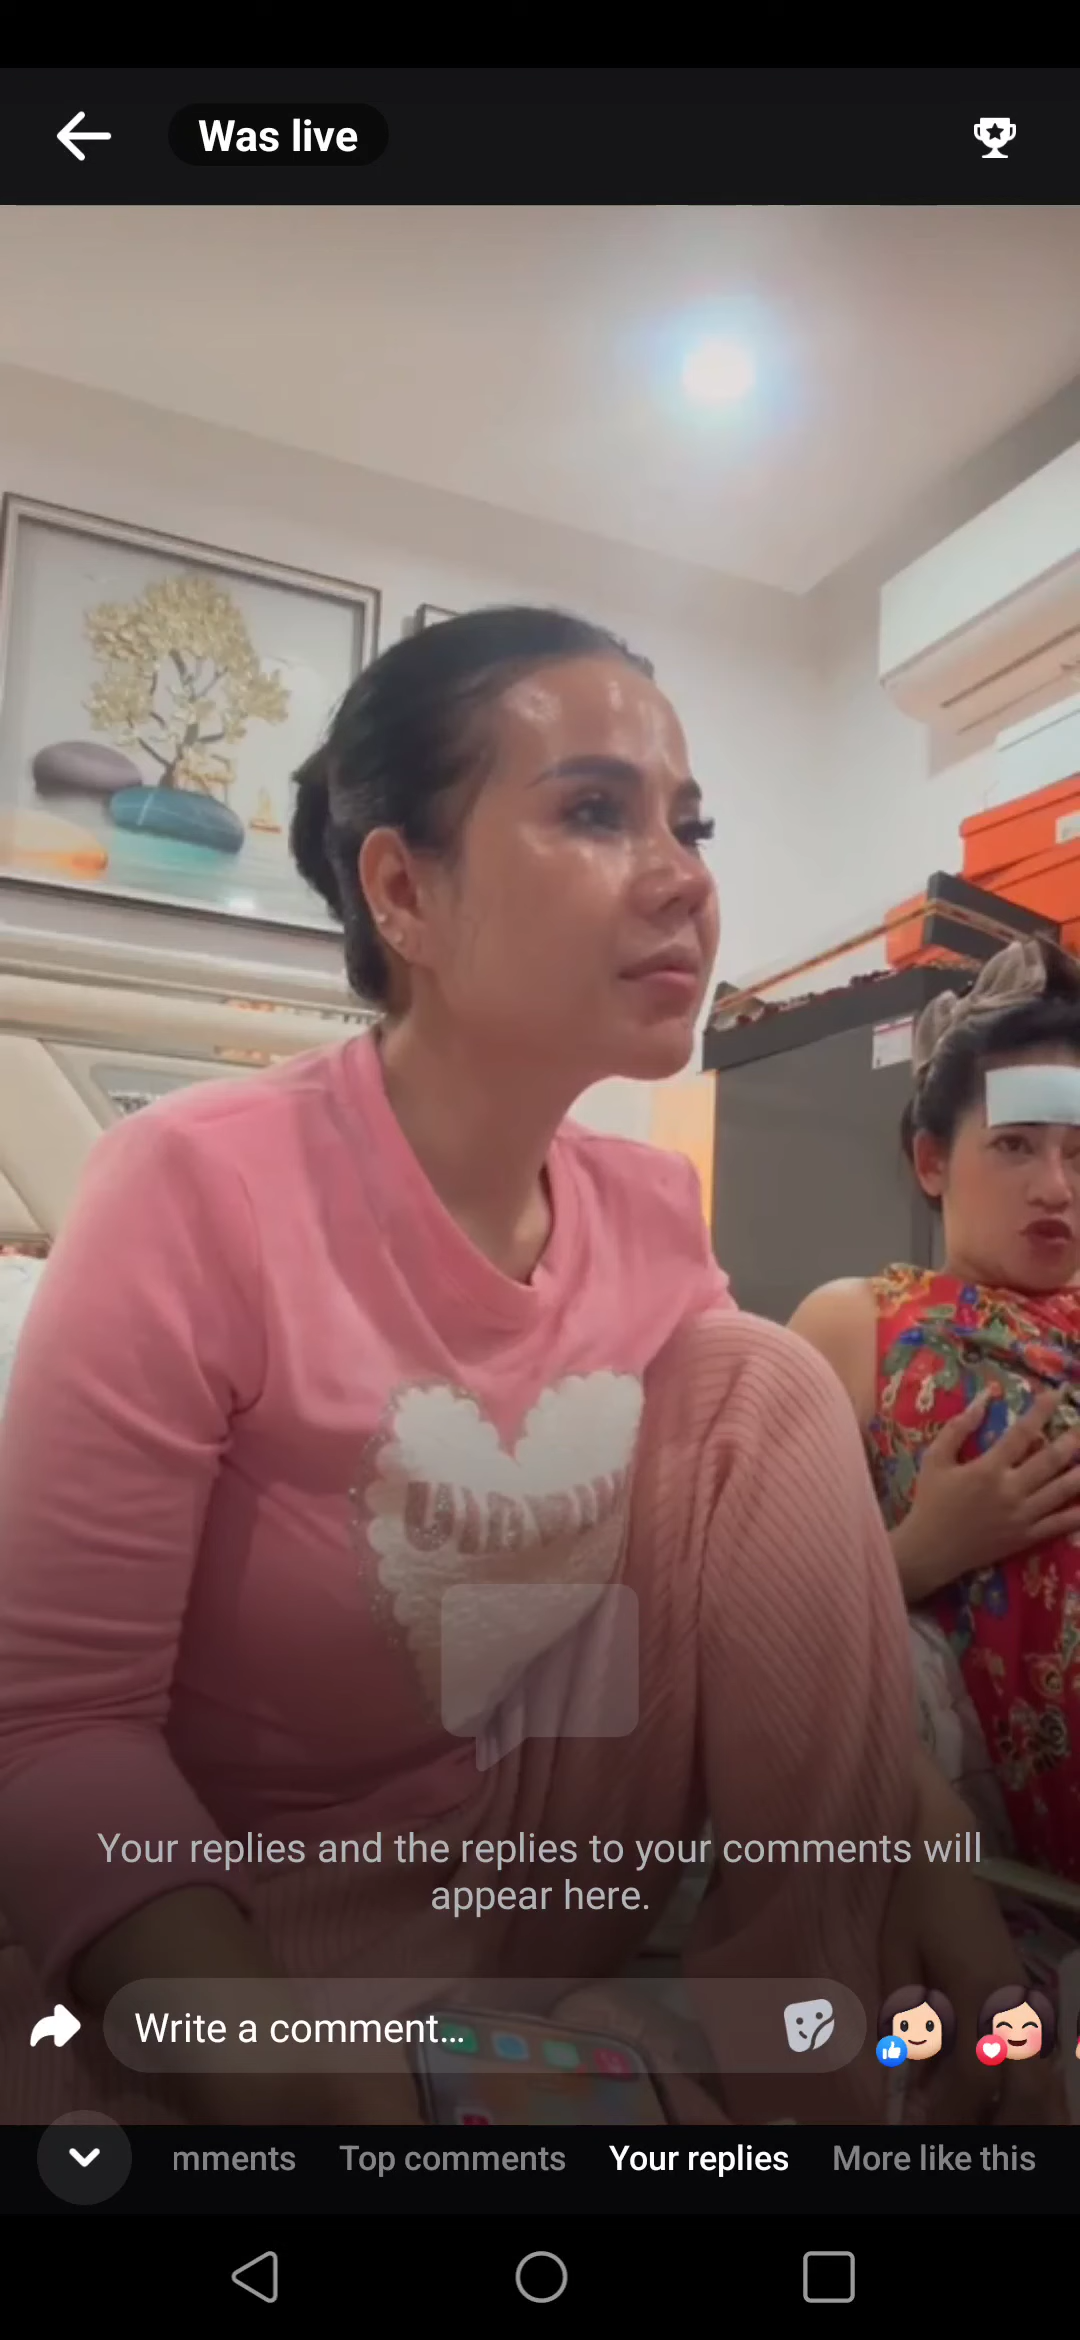 Was live
Your replies and the replies to your comments will
appear here.
Write a comment...
mments
Top comments
Your replies
More like this